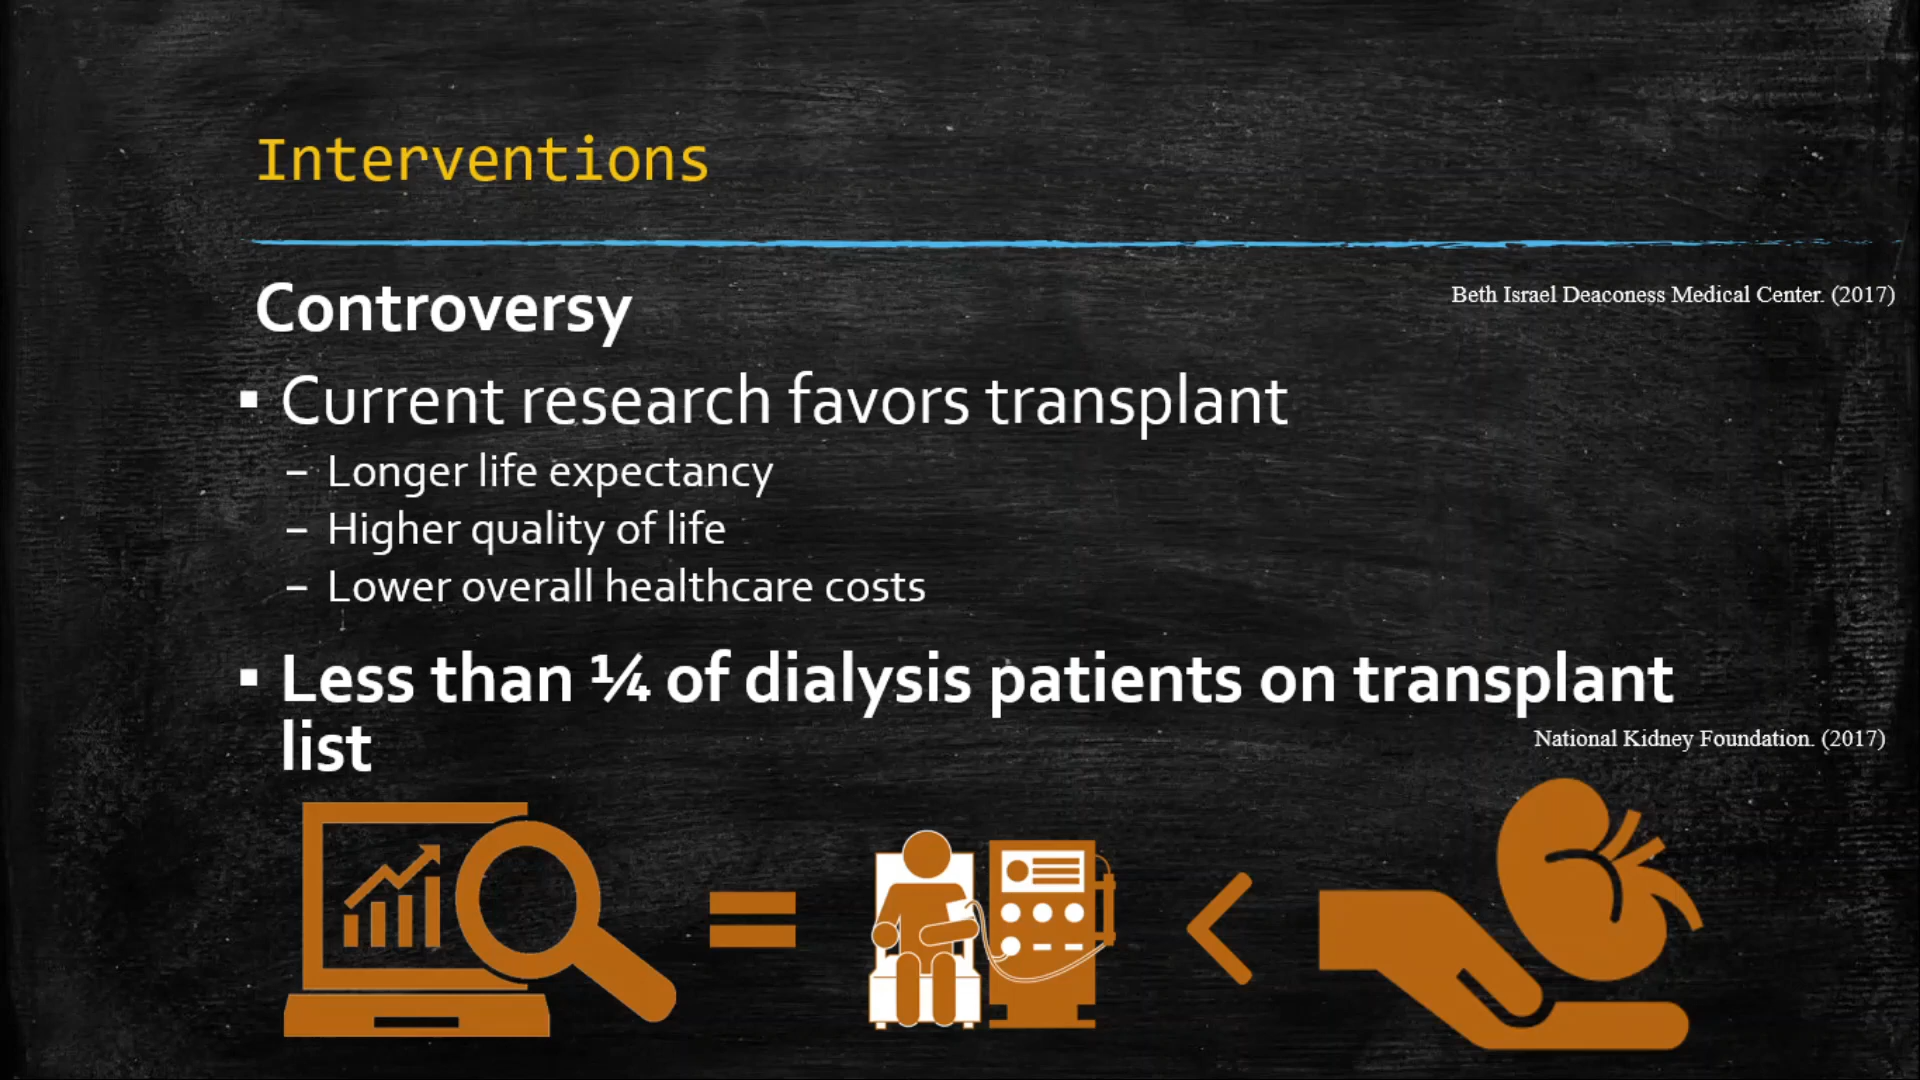 Interventions
Controversy
Beth Israel Deaconess Medical Center. (2017)
▪ Current research favors transplant
– Longer life expectancy
– Higher quality of life
– Lower overall healthcare costs
▪ Less than ¼ of dialysis patients on transplant
list
National Kidney Foundation. (2017)
=
<